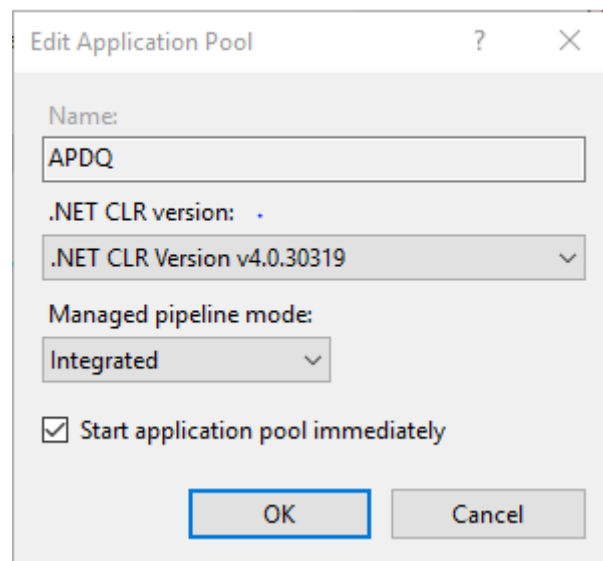 Edit Application Pool
?
Name:
APDQ
.NET CLR version:
.NET CLR Version v4.0.30319
Managed pipeline mode:
Integrated
Start application pool immediately
OK
Cancel